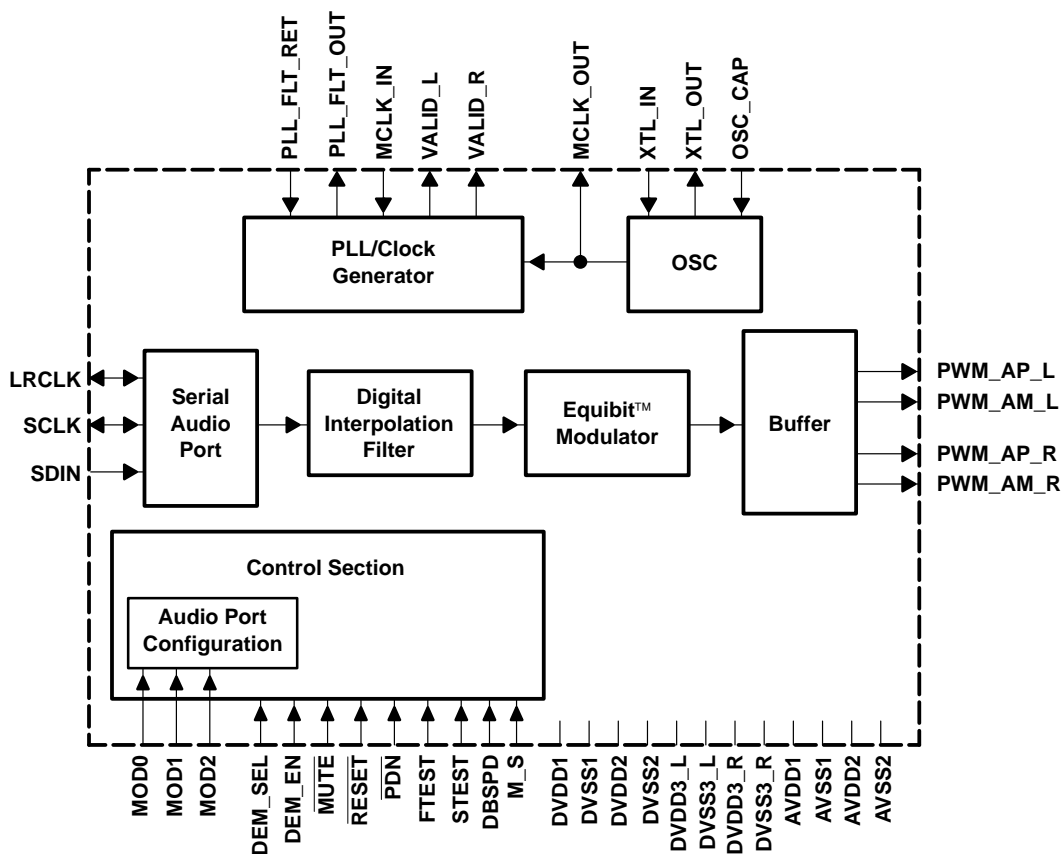 PLL_FLT_RET
PLL_FLT_OUT
MCLK_IN
VALID_L
VALID_R
MCLK_OUT
XTL_IN
XTL_OUT
OSC_CAP
PLL/Clock
Generator
OSC
LRCLK
SCLK
SDIN
Serial
Audio
Port
Digital
Interpolation
Filter
Equibit™
Modulator
Buffer
PWM_AP_L
PWM_AM_L
PWM_AP_R
PWM_AM_R
Control Section
Audio Port
Configuration
MOD0
MOD1
MOD2
DEM_SEL
DEM_EN
MUTE
RESET
PDN
FTEST
STEST
DBSPD
M_S
DVDD1
DVSS1
DVDD2
DVSS2
DVDD3_L
DVSS3_L
DVDD3_R
DVSS3_R
AVDD1
AVSS1
AVDD2
AVSS2